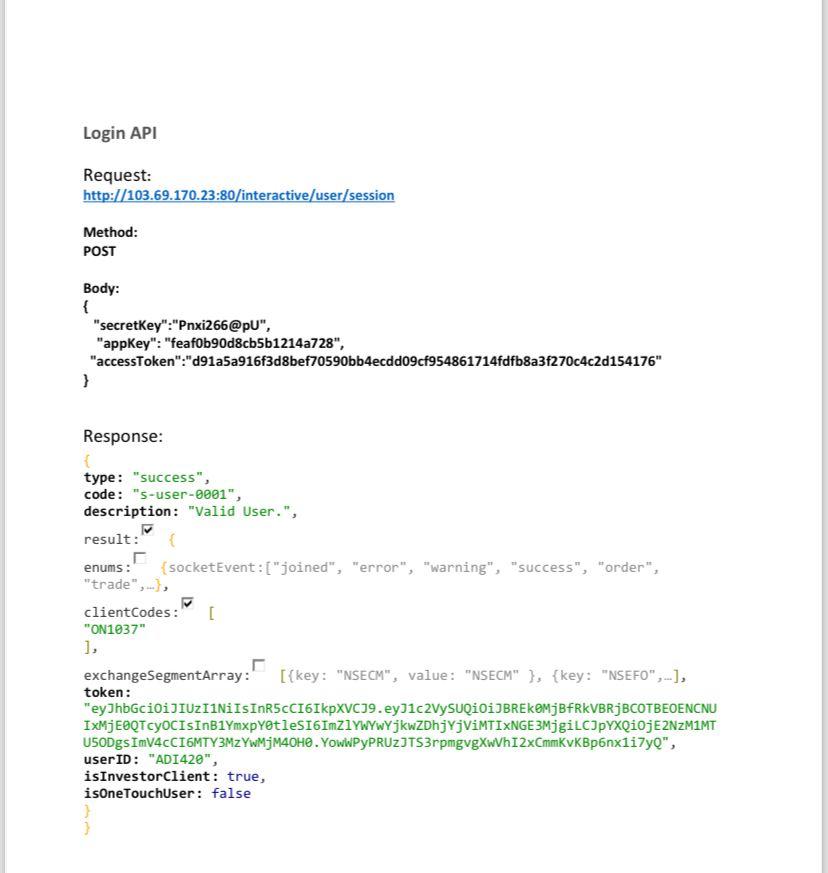 Login API
Request:
http://103.69.170.23:80/interactive/user/session
Method:
POST
Body:
{
"secretKey":"Pnxi266@pU",
"appKey": "feaf0b90d8cb5b1214a728",
"accessToken":"d91a5a916f3d8bef70590bb4ecdd09cf954861714fdfb8a3f270c4c2d154176"
}
Response:
{
type: "success",
code: "s-user-0001",
description: "Valid User.",
result: {
enums: {socketEvent:["joined", "error", "warning", "success", "order",
"trade",…},
clientCodes: [
"ON1037"
],
exchangeSegmentArray: [{key: "NSECM", value: "NSECM" }, {key: "NSEFO",…],
token:
"eyJhbGciOiJIUzI1NiIsInR5cCI6IkpXVCJ9.eyJ1c2VySUQiOiJBREk0MjBfRkVBRjBCOTBEOENCNU
IxMjE0QTcyOCIsInB1YmxpY0tleSI6ImZlYWYwYjkwZDhjYjViMTIxNGE3MjgiLCJpYXQiOjE2NzM1MT
U5ODgsImV4cCI6MTY3MzYwMjM4OH0.YowWPyPRUzJTS3rpmgvgXwVhI2xCmmKvKBp6nx1i7yQ",
userID: "ADI420",
isInvestorClient: true,
isOneTouchUser: false
}
}